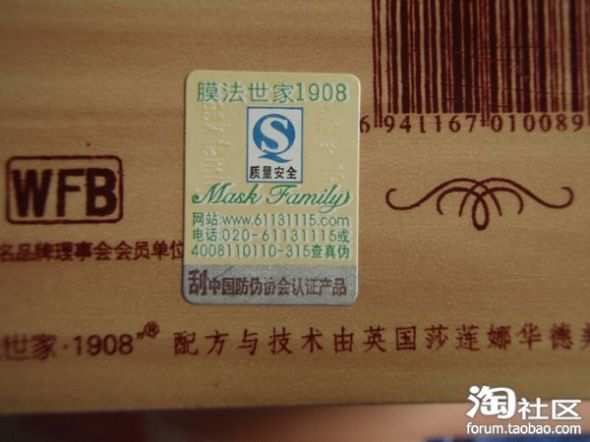 膜法世家1908
质量安全
Mask Family
网站:www.61131115.com
电话:020-61131115或
4008110110-315查真伪
刮中国防伪协会认证产品
6 941167 010089
WFB
名品牌理事会会员单位
世家·1908”® 配方与技术由英国莎莲娜华德美
淘社区
forum.taobao.com